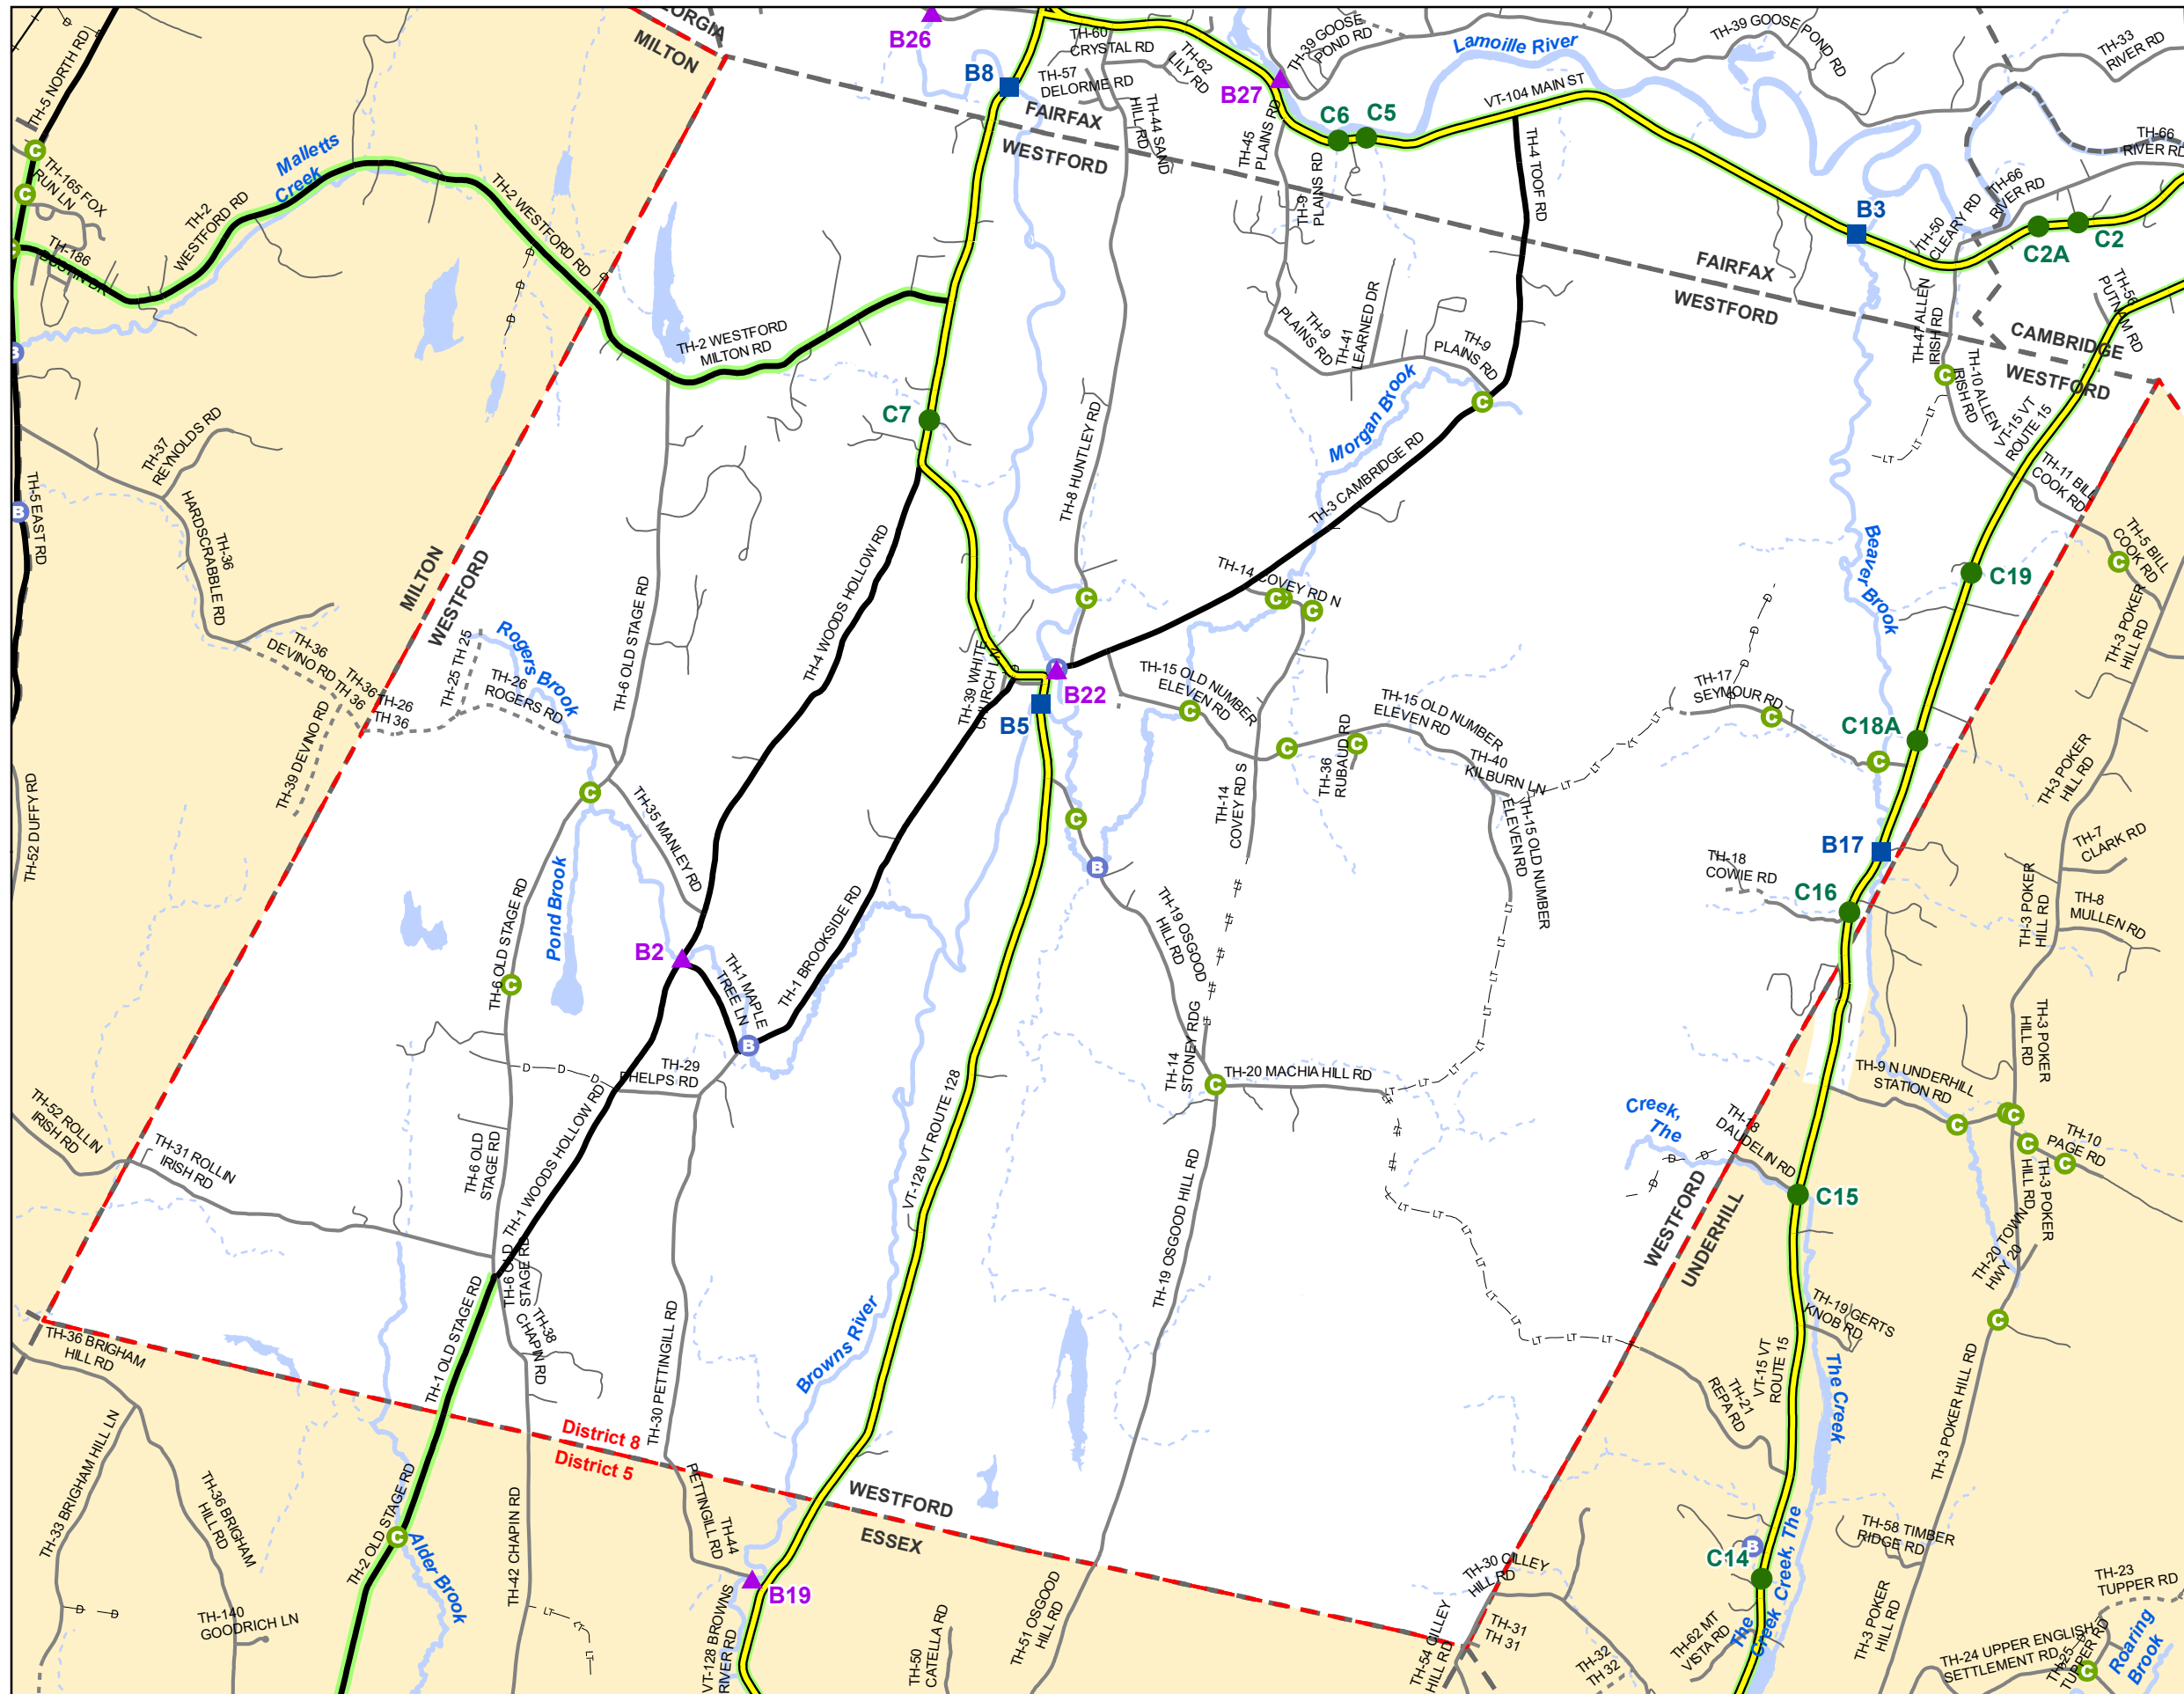 EORGIA
MILTON
B26
B8
TH-60
CRYSTAL RD
TH-62
LILY RD
TH-57
DELORME RD
TH-44 SAND
HILL RD
FAIRFAX
WESTFORD
B27
TH-39 GOOSE
POND RD
Lamoille River
TH-39 GOOSE POND RD
TH-33
RIVER RD
VT-104 MAIN ST
C6
C5
TH-45
PLAINS RD
TH-9
PLAINS RD
TH-4 TOOF RD
TH-66
RIVER RD
TH-66
RIVER RD
B3
TH-50
CLEARY RD
C2A
C2
TH-5 NORTH RD
C
TH-165 FOX
RUN LN
C
TH-186
DUSTIN DR
TH-2
WESTFORD RD
Malletts
Creek
TH-2 WESTFORD RD
D
D
D
TH-2 WESTFORD
MILTON RD
C7
FAIRFAX
WESTFORD
TH-9
PLAINS RD
TH-41
LEARNED DR
TH-9
PLAINS RD
Morgan Brook
C
TH-47 ALLEN
IRISH RD
C
TH-10 ALLEN
IRISH RD
CAMBRIDGE
WESTFORD
TH-56
PUTNAM RD
VT-15 VT
ROUTE 15
TH-11 BILL
COOK RD
LT
LT
LT
B
B
TH-5 EAST RD
TH-37
REYNOLDS RD
TH-36
HARDSCRABBLE RD
MILTON
WESTFORD
TH-8 HUNTLEY RD
TH-3 CAMBRIDGE RD
TH-14 COVEY RD N
C
C
C
TH-4 WOODS HOLLOW RD
TH-6 OLD STAGE RD
Beaver Brook
C19
TH-5 BILL
COOK RD
C
TH-3 POKER
HILL RD
TH-36
DEVINO RD
TH-36
TH 36
TH-26
TH 36
TH-25 TH 25
Rogers Brook
TH-26
ROGERS RD
TH-39 DEVINO RD
TH-39 WHITE
CHURCH LN
B22
B5
TH-15 OLD NUMBER
ELEVEN RD
C
C
C
TH-36
RUBAUD RD
TH-15 OLD NUMBER
ELEVEN RD
TH-40
KILBURN LN
TH-15 OLD NUMBER
ELEVEN RD
TH-14
COVEY RD S
TH-17
SEYMOUR RD
C
C
C18A
TH-3 POKER
HILL RD
TH-52 DUFFY RD
C
TH-35 MANLEY RD
Pond Brook
C
B
B17
TH-18
COWIE RD
C16
TH-7
CLARK RD
TH-8
MULLEN RD
TH-3 POKER
HILL RD
TH-6 OLD STAGE RD
C
B2
TH-1 MAPLE
TREE LN
TH-1 BROOKSIDE RD
B
TH-19 OSGOOD
HILL RD
TH-14
STONEY RDG
C
TH-20 MACHIA HILL RD
LT
LT
LT
TH-29
PHELPS RD
D
D
D
TH-3 POKER
HILL RD
TH-9 N UNDERHILL
STATION RD
C
C
C
C
TH-10
PAGE RD
TH-3 POKER
HILL RD
Creek,
The
TH-18
DAUDELIN RD
D
D
D
C15
TH-52 ROLLIN
IRISH RD
TH-31 ROLLIN
IRISH RD
TH-6 OLD
STAGE RD
TH-1 WOODS HOLLOW RD
VT-128 VT ROUTE 128
TH-19 OSGOOD HILL RD
WESTFORD
UNDERHILL
TH-20 TOWN
HWY 20
C
TH-6 OLD
STAGE RD
TH-38
CHAPIN RD
TH-1 OLD STAGE RD
TH-30 PETTINGILL RD
Browns River
TH-19 GERTS
KNOB RD
VT-15 VT
ROUTE 15
The Creek
TH-21
REPA RD
TH-3 POKER HILL RD
TH-36 BRIGHAM
HILL RD
TH-33 BRIGHAM HILL LN
TH-36 BRIGHAM
HILL RD
District 8
District 5
TH-2 OLD STAGE RD
C
Alder Brook
TH-42 CHAPIN RD
TH-44
PETTINGILL RD
WESTFORD
ESSEX
B19
VT-128 BROWNS
RIVER RD
TH-140
GOODRICH LN
D
D
LT
LT
TH-50
CATELLA RD
TH-51 OSGOOD
HILL RD
TH-30 CILLEY
HILL RD
TH-54 CILLEY
HILL RD
TH-31
TH 31
TH-32
TH 32
TH-62 MT
VISTA RD
B
C14
The
Creek
Creek, The
TH-58 TIMBER
RIDGE RD
TH-3 POKER
HILL RD
TH-24 UPPER ENGLISH
SETTLEMENT RD
TH-25
TUPPER RD
TH-23
TUPPER RD
C
Roaring
Brook